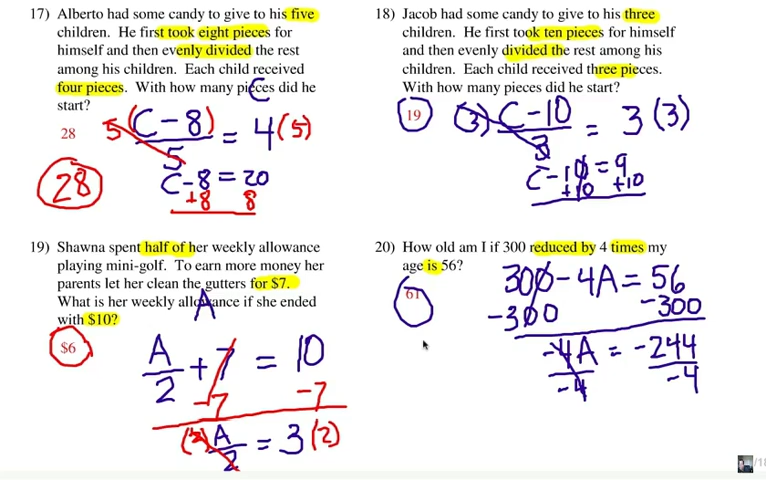 17) Alberto had some candy to give to his five
children. He first took eight pieces for
himself and then evenly divided the rest
among his children. Each child received
four pieces. With how many pieces did he
start?
C
28
5 (C-8) = 4(5)
5
C-8 = 20
+8 8
28
18) Jacob had some candy to give to his three
children. He first took ten pieces for himself
and then evenly divided the rest among his
children. Each child received three pieces.
With how many pieces did he start?
19
(3) C-10 = 3(3)
3
C-10 = 9
+10 +10
19) Shawna spent half of her weekly allowance
playing mini-golf. To earn more money her
parents let her clean the gutters for $7.
What is her weekly allowance if she ended
with $10?
A
$6
A/2 + 7 = 10
-7 -7
(2) A/2 = 3(2)
20) How old am I if 300 reduced by 4 times my
age is 56?
61
300-4A = 56
-300 -300
-4A = -244
-4 -4
/18